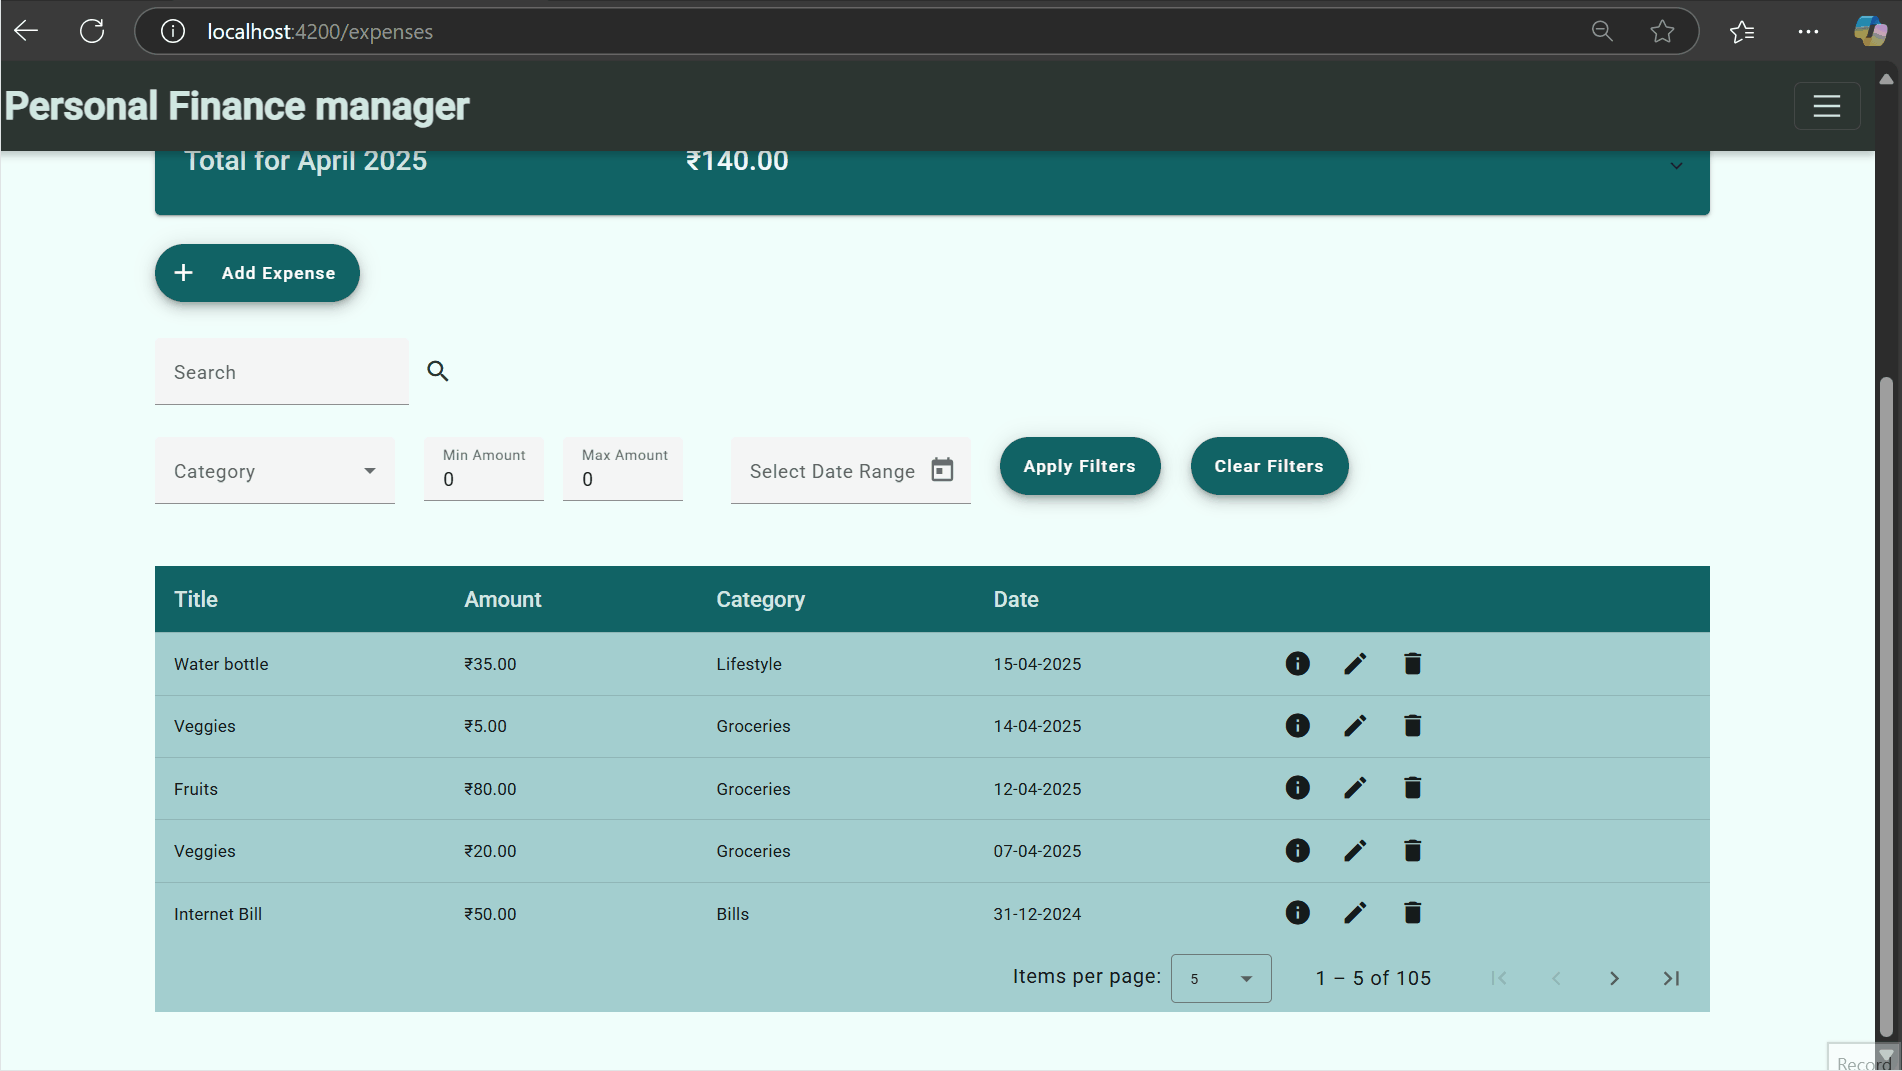 localhost:4200/expenses
Personal Finance manager
Total for April 2025 ₹140.00
Add Expense
Search
Category Min Amount 0 Max Amount 0 Select Date Range Apply Filters Clear Filters
Title Amount Category Date
Water bottle ₹35.00 Lifestyle 15-04-2025
Veggies ₹5.00 Groceries 14-04-2025
Fruits ₹80.00 Groceries 12-04-2025
Veggies ₹20.00 Groceries 07-04-2025
Internet Bill ₹50.00 Bills 31-12-2024
Items per page: 5 1 – 5 of 105
Record